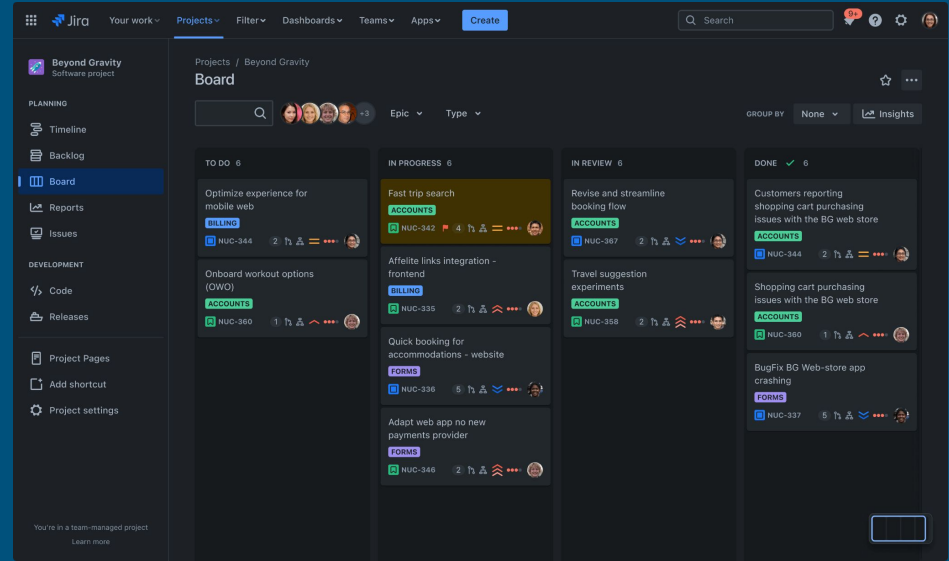 Jira
Your work
Projects
Filter
Dashboards
Teams
Apps
Create
Search
9+
Beyond Gravity
Software project
PLANNING
Timeline
Backlog
Board
Reports
Issues
DEVELOPMENT
Code
Releases
Project Pages
Add shortcut
Project settings
You're in a team-managed project
Learn more
Projects / Beyond Gravity
Board
+3
Epic
Type
GROUP BY
None
Insights
TO DO 6
Optimize experience for
mobile web
BILLING
NUC-344 2
Onboard workout options
(OWO)
ACCOUNTS
NUC-360 1
IN PROGRESS 6
Fast trip search
ACCOUNTS
NUC-342 4
Affelite links integration -
frontend
BILLING
NUC-335 2
Quick booking for
accommodations - website
FORMS
NUC-336 5
Adapt web app no new
payments provider
FORMS
NUC-346 2
IN REVIEW 6
Revise and streamline
booking flow
ACCOUNTS
NUC-367 2
Travel suggestion
experiments
ACCOUNTS
NUC-358 2
DONE 6
Customers reporting
shopping cart purchasing
issues with the BG web store
ACCOUNTS
NUC-344 2
Shopping cart purchasing
issues with the BG web store
ACCOUNTS
NUC-360 1
BugFix BG Web-store app
crashing
FORMS
NUC-337 5